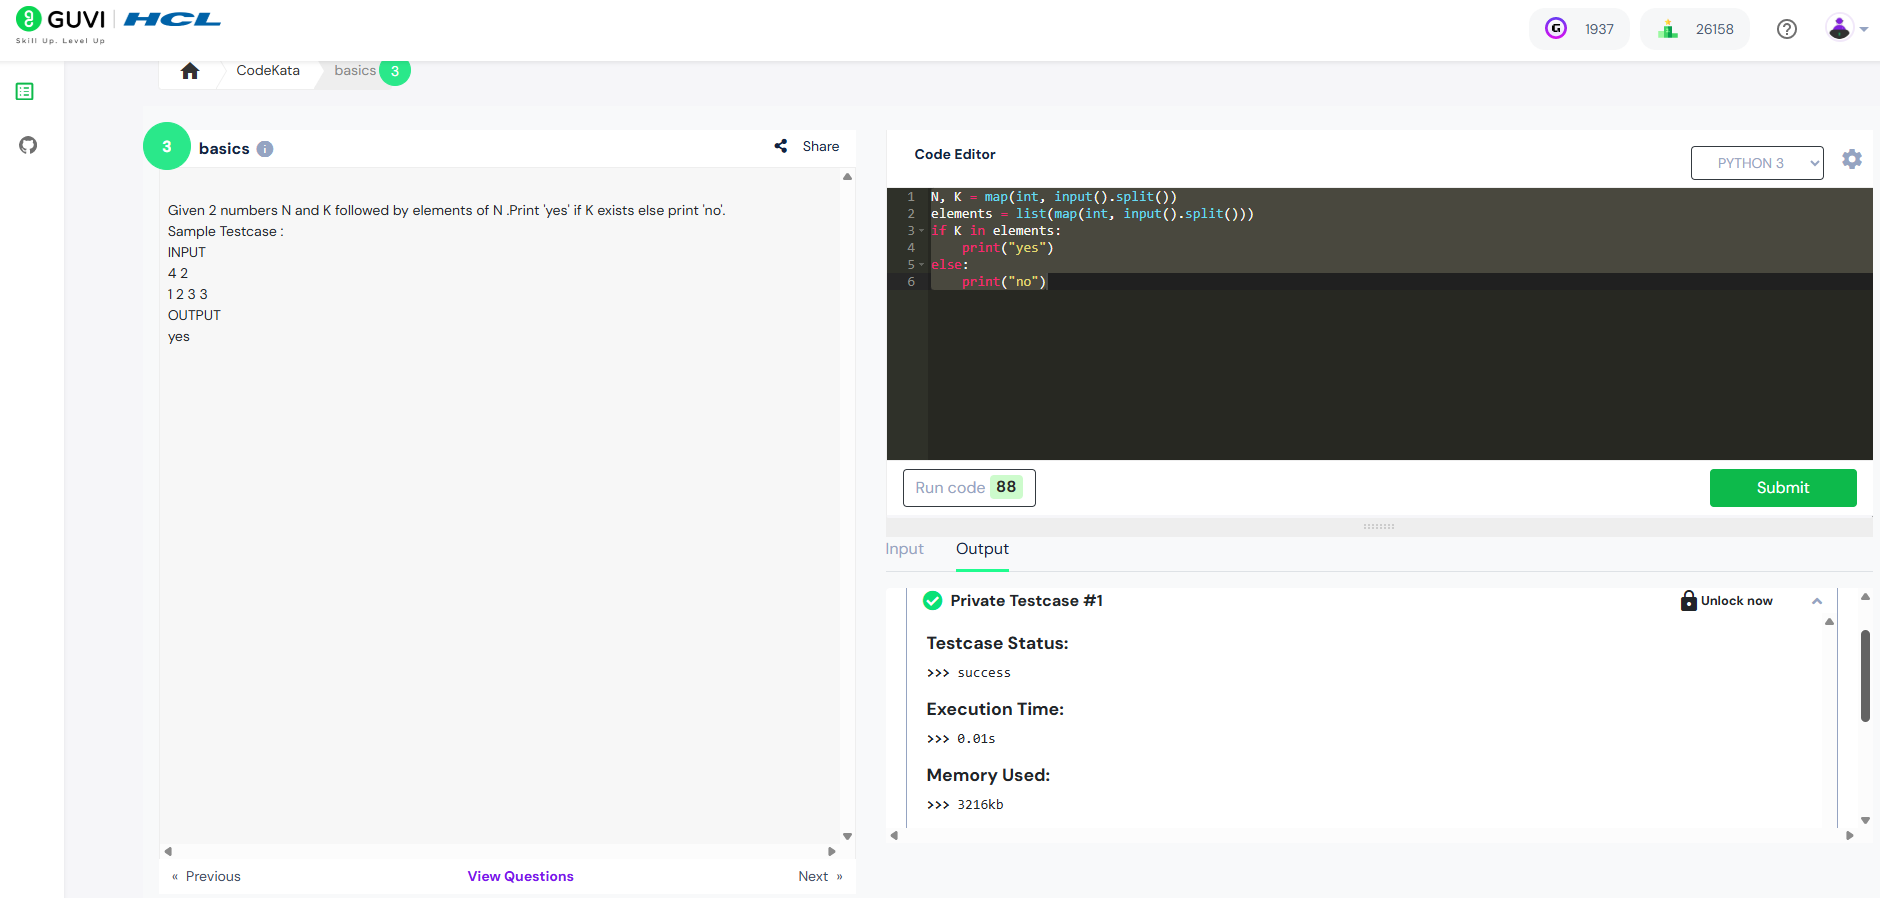 GUVI | HCL
Skill Up. Level Up
1937
26158
CodeKata
basics 3
3
basics
Share
Given 2 numbers N and K followed by elements of N .Print 'yes' if K exists else print 'no'.
Sample Testcase :
INPUT
4 2
1 2 3 3
OUTPUT
yes
« Previous
View Questions
Next »
Code Editor
PYTHON 3
1 N, K = map(int, input().split())
2 elements = list(map(int, input().split()))
3 if K in elements:
4     print("yes")
5 else:
6     print("no")
Run code 88
Submit
Input
Output
Private Testcase #1
Unlock now
Testcase Status:
>>> success
Execution Time:
>>> 0.01s
Memory Used:
>>> 3216kb